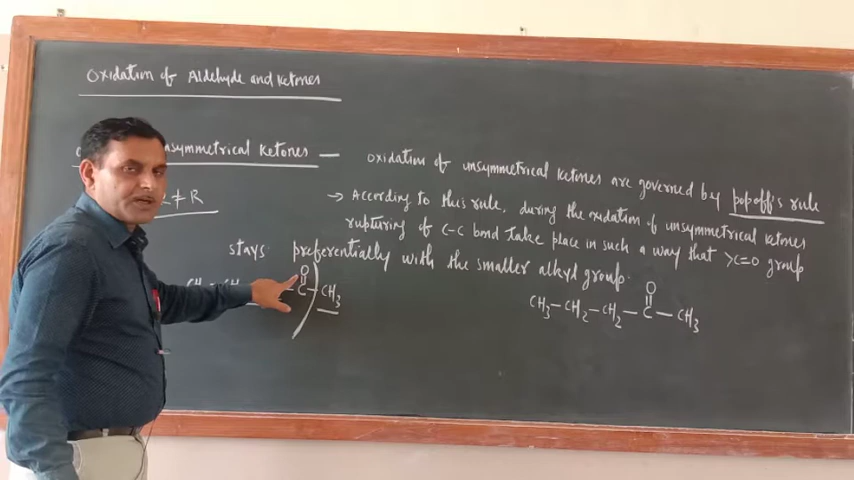 Oxidation of Aldehyde and Ketones
unsymmetrical Ketones — oxidation of unsymmetrical ketones are governed by popoff's rule
≠ R
→ According to this rule, during the oxidation of unsymmetrical ketones
rupturing of C-C bond take place in such a way that >C=O group
stays preferentially with the smaller alkyl group.
O
C-CH3
O
CH3-CH2-CH2-C-CH3